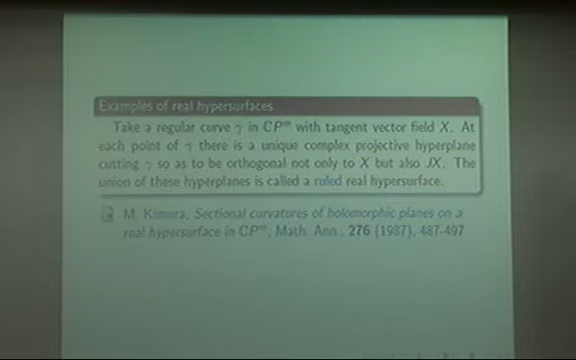 Examples of real hypersurfaces
Take a regular curve γ in CPᵐ with tangent vector field X. At
each point of γ there is a unique complex projective hyperplane
cutting γ so as to be orthogonal not only to X but also JX. The
union of these hyperplanes is called a ruled real hypersurface.
M. Kimura, Sectional curvatures of holomorphic planes on a
real hypersurface in CPᵐ, Math. Ann., 276 (1987), 487-497